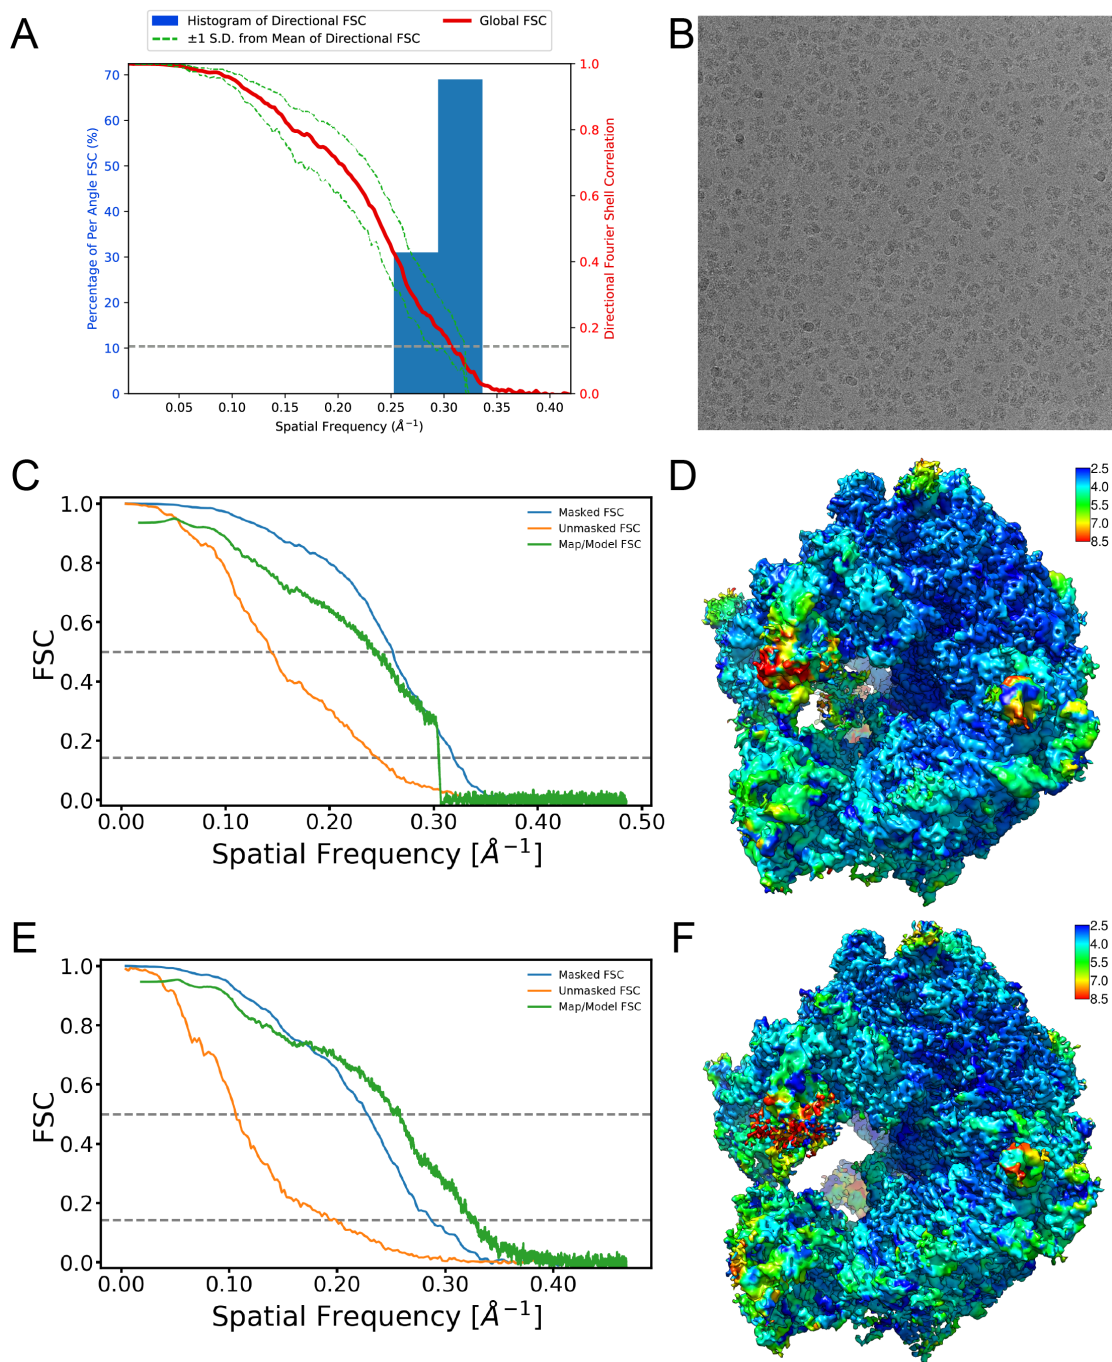 A
Histogram of Directional FSC
±1 S.D. from Mean of Directional FSC
Global FSC
Percentage of Per Angle FSC (%)
70
60
50
40
30
20
10
0
0.05 0.10 0.15 0.20 0.25 0.30 0.35 0.40
Spatial Frequency (Å⁻¹)
1.0
0.8
0.6
0.4
0.2
0.0
Directional Fourier Shell Correlation
B
C
FSC
1.0
0.8
0.6
0.4
0.2
0.0
Masked FSC
Unmasked FSC
Map/Model FSC
0.00 0.10 0.20 0.30 0.40 0.50
Spatial Frequency [Å⁻¹]
D
2.5
4.0
5.5
7.0
8.5
E
FSC
1.0
0.8
0.6
0.4
0.2
0.0
Masked FSC
Unmasked FSC
Map/Model FSC
0.00 0.10 0.20 0.30 0.40
Spatial Frequency [Å⁻¹]
F
2.5
4.0
5.5
7.0
8.5